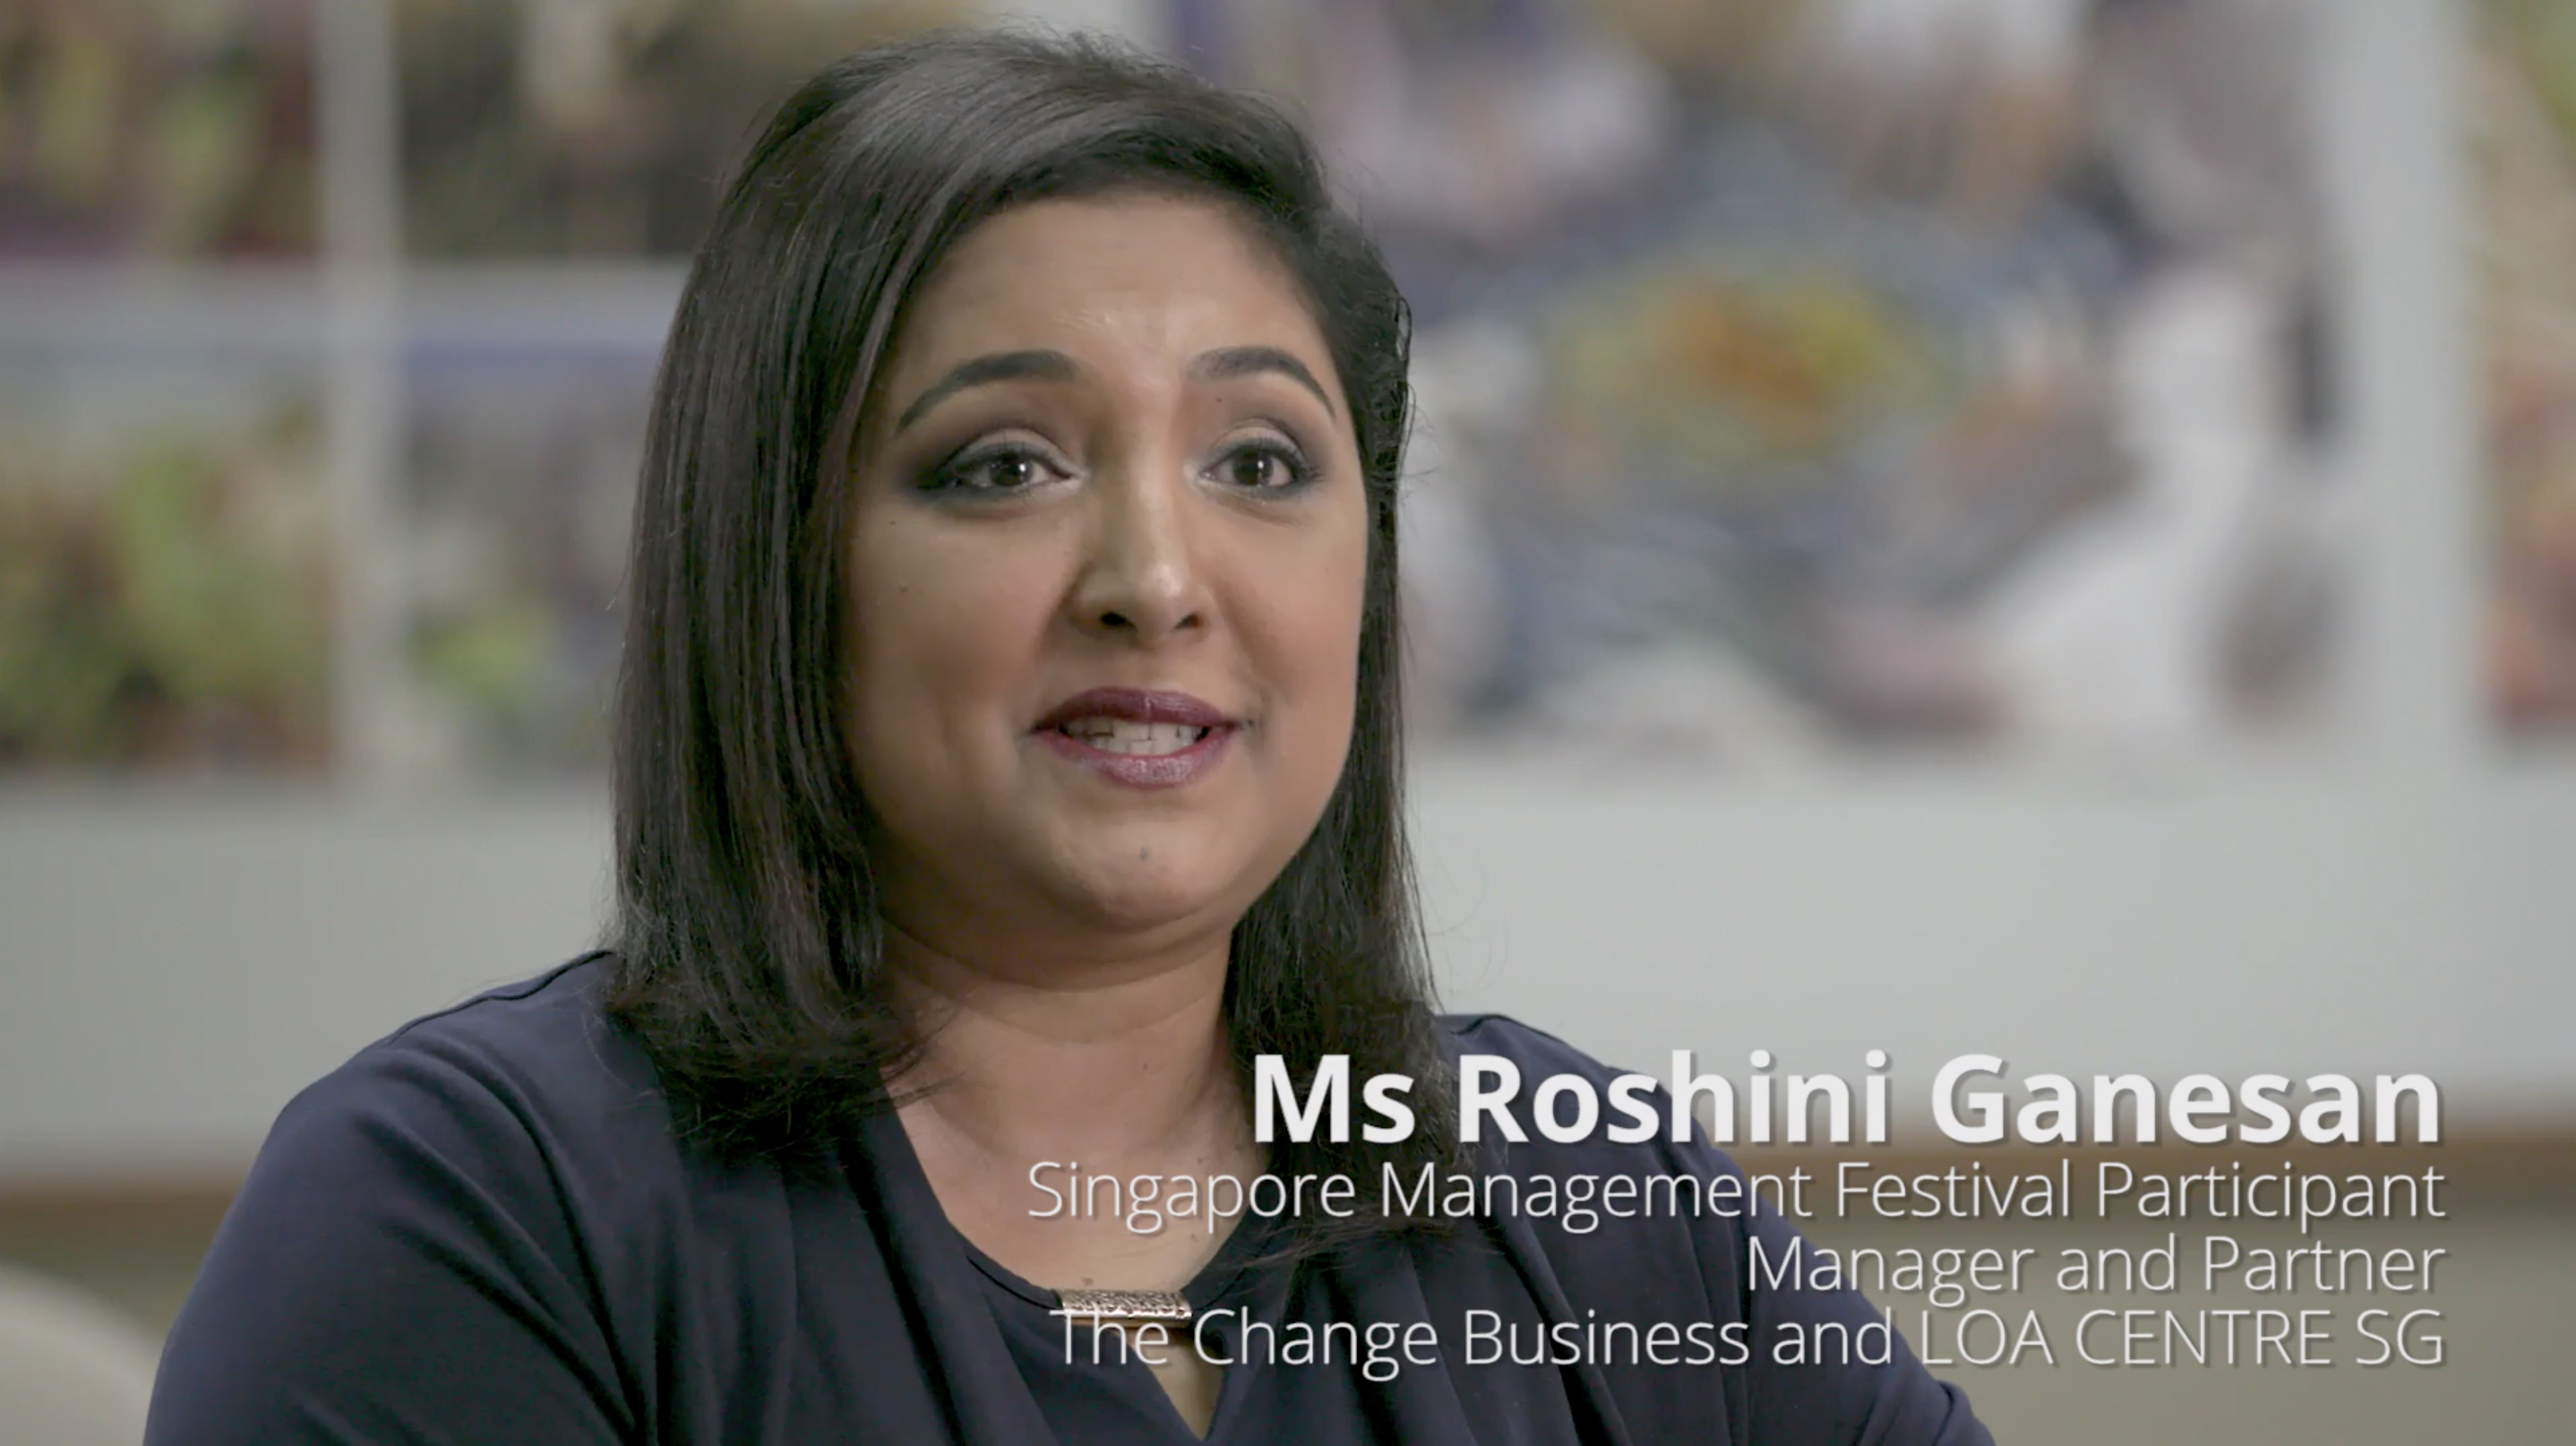 Ms Roshini Ganesan
Singapore Management Festival Participant
Manager and Partner
The Change Business and LOA CENTRE SG